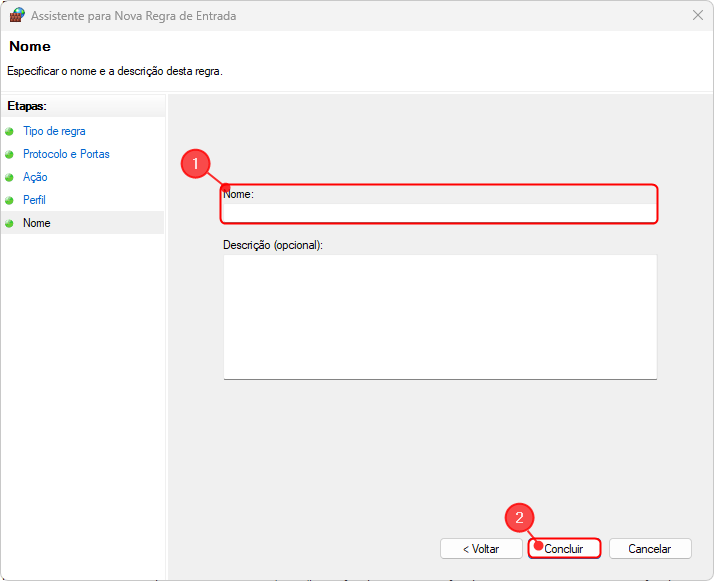 Assistente para Nova Regra de Entrada
Nome
Especificar o nome e a descrição desta regra.
Etapas:
Tipo de regra
Protocolo e Portas
Ação
Perfil
Nome
1
Nome:
Descrição (opcional):
2
< Voltar
Concluir
Cancelar